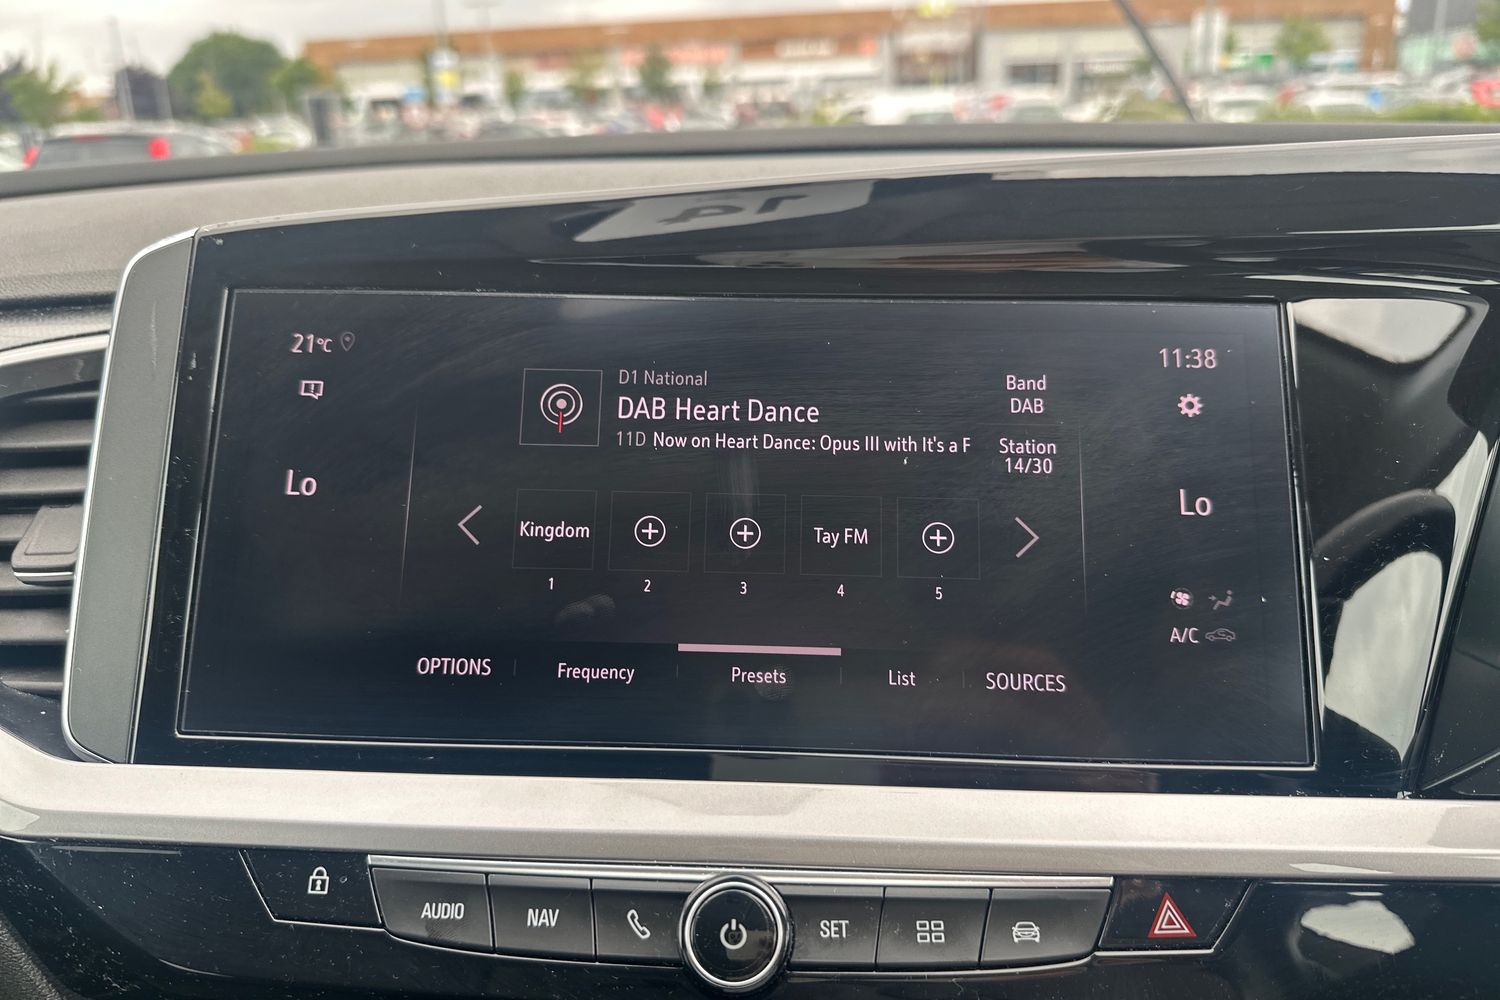 21°C
11:38
D1 National
DAB Heart Dance
11D Now on Heart Dance: Opus III with It's a F
Band
DAB
Station
14/30
Lo
Lo
Kingdom
Tay FM
1
2
3
4
5
A/C
OPTIONS
Frequency
Presets
List
SOURCES
AUDIO
NAV
SET